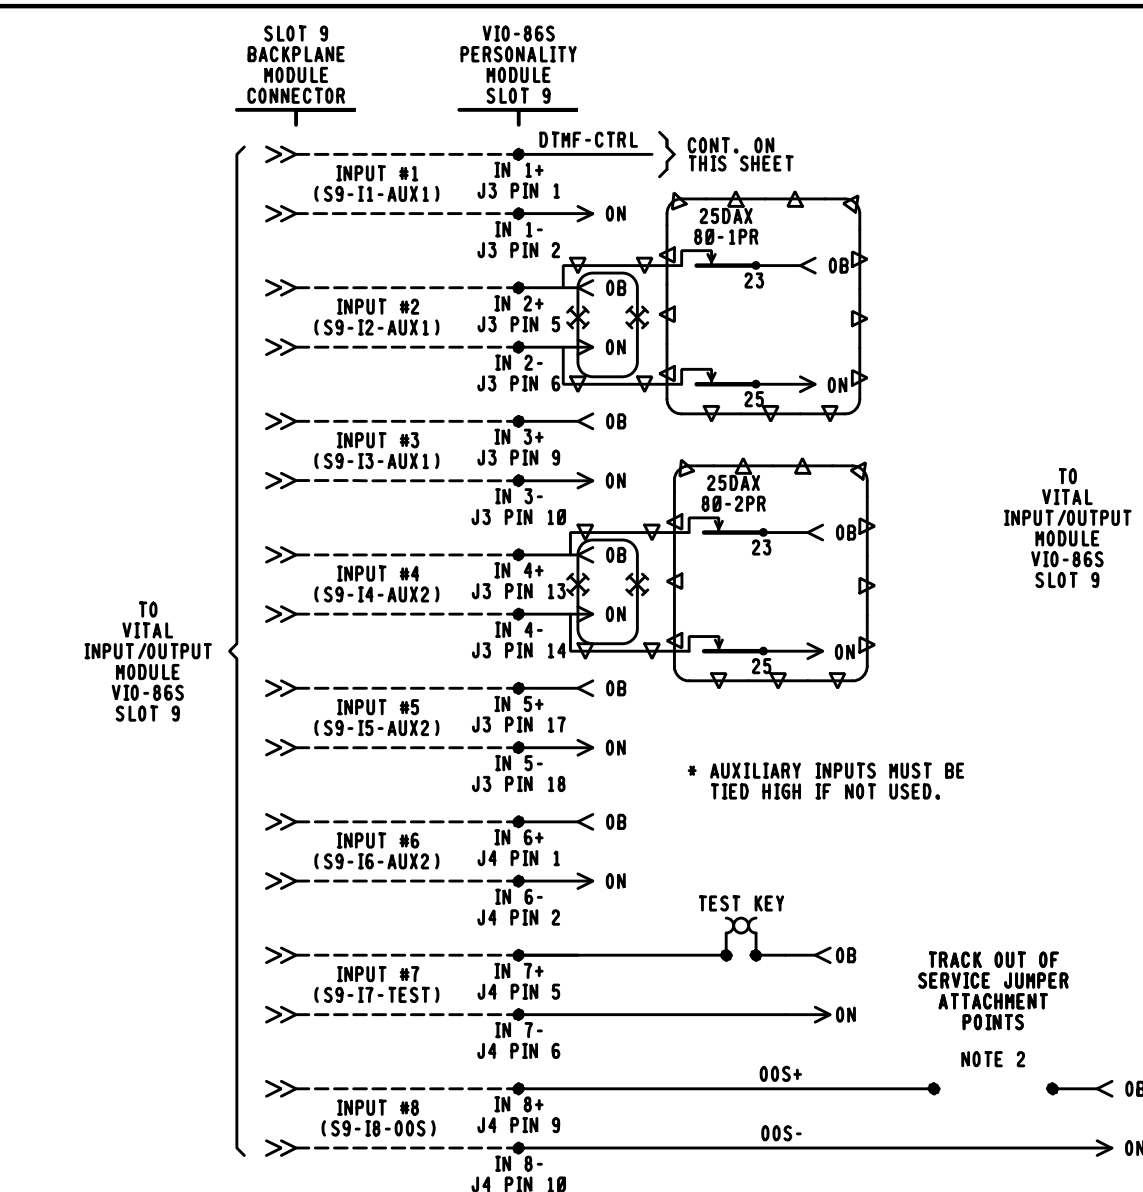 SLOT 9
BACKPLANE
MODULE
CONNECTOR
VIO-86S
PERSONALITY
MODULE
SLOT 9
DTMF-CTRL
CONT. ON
THIS SHEET
INPUT #1
(S9-I1-AUX1)
IN 1+
J3 PIN 1
ON
IN 1-
J3 PIN 2
25DAX
80-1PR
OB
23
INPUT #2
(S9-I2-AUX1)
OB
IN 2+
J3 PIN 5
ON
IN 2-
J3 PIN 6
ON
25
INPUT #3
(S9-I3-AUX1)
OB
IN 3+
J3 PIN 9
ON
IN 3-
J3 PIN 10
25DAX
80-2PR
OB
23
INPUT #4
(S9-I4-AUX2)
OB
IN 4+
J3 PIN 13
ON
IN 4-
J3 PIN 14
ON
25
TO
VITAL
INPUT/OUTPUT
MODULE
VIO-86S
SLOT 9
TO
VITAL
INPUT/OUTPUT
MODULE
VIO-86S
SLOT 9
INPUT #5
(S9-I5-AUX2)
OB
IN 5+
J3 PIN 17
ON
IN 5-
J3 PIN 18
* AUXILIARY INPUTS MUST BE
TIED HIGH IF NOT USED.
INPUT #6
(S9-I6-AUX2)
OB
IN 6+
J4 PIN 1
ON
IN 6-
J4 PIN 2
TEST KEY
INPUT #7
(S9-I7-TEST)
OB
IN 7+
J4 PIN 5
ON
IN 7-
J4 PIN 6
TRACK OUT OF
SERVICE JUMPER
ATTACHMENT
POINTS
NOTE 2
INPUT #8
(S9-I8-OOS)
OOS+
OB
IN 8+
J4 PIN 9
OOS-
ON
IN 8-
J4 PIN 10